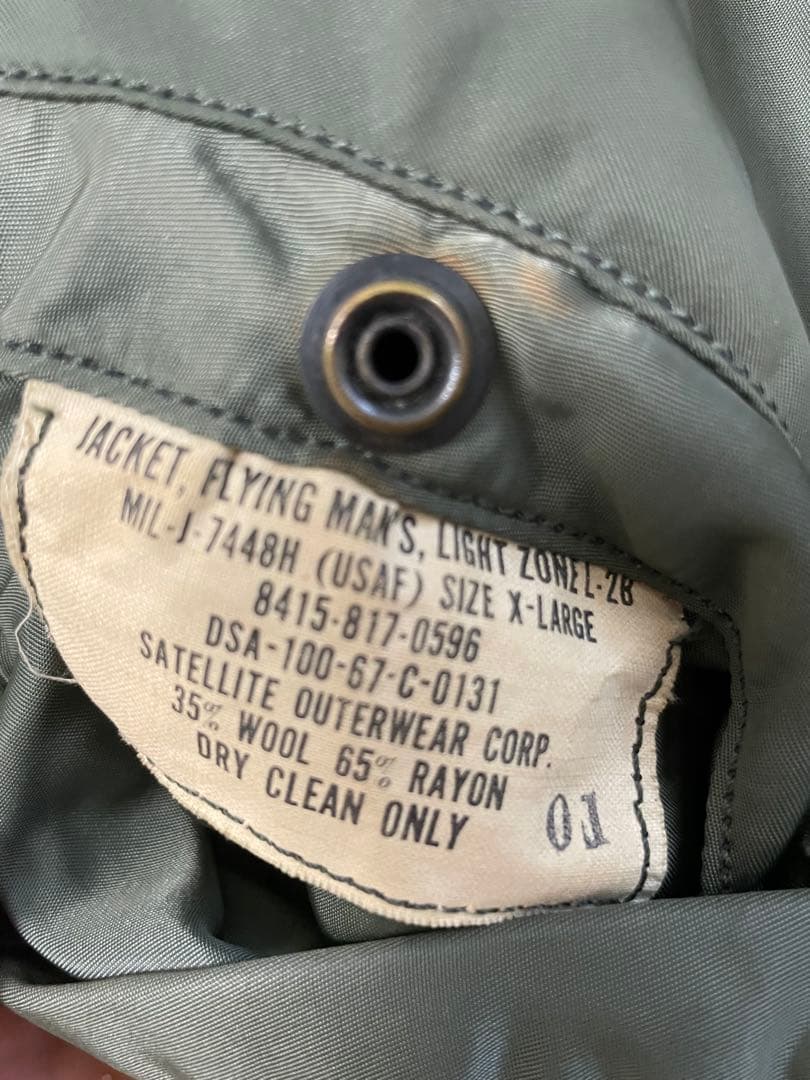 JACKET, FLYING MAN'S, LIGHT ZONE L-2B
MIL-J-7448H (USAF) SIZE X-LARGE
8415-817-0596
DSA-100-67-C-0131
SATELLITE OUTERWEAR CORP.
35% WOOL 65% RAYON
DRY CLEAN ONLY
01